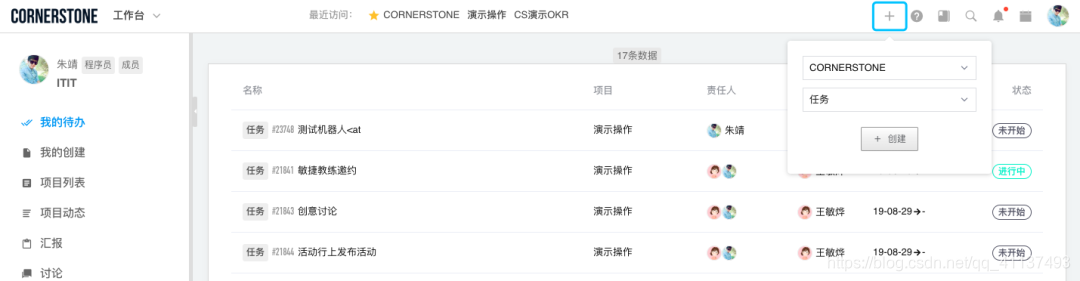 CORNERSTONE 工作台 最近访问： CORNERSTONE 演示操作 CS演示OKR
朱靖 程序员 成员
ITIT
我的待办
我的创建
项目列表
项目动态
汇报
讨论
17条数据
名称 项目 责任人 状态
任务 #23748 测试机器人<at 演示操作 朱靖 未开始
任务 #21841 敏捷教练邀约 演示操作 王敏烨 进行中
任务 #21843 创意讨论 演示操作 王敏烨 19-08-29→- 未开始
任务 #21844 活动行上发布活动 演示操作 王敏烨 19-08-29→- 未开始
CORNERSTONE
任务
+ 创建
https://blog.csdn.net/qq_41137493